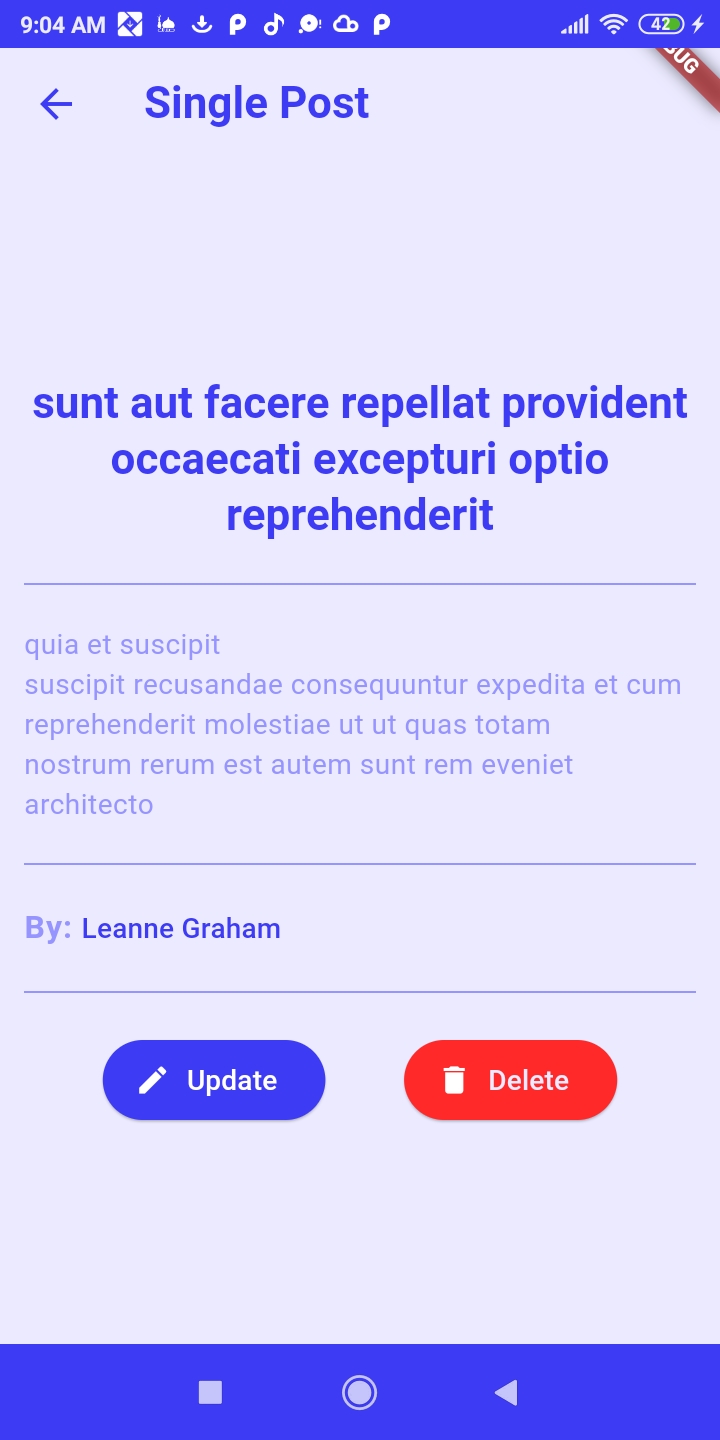 9:04 AM 42
Single Post
sunt aut facere repellat provident
occaecati excepturi optio
reprehenderit
quia et suscipit
suscipit recusandae consequuntur expedita et cum
reprehenderit molestiae ut ut quas totam
nostrum rerum est autem sunt rem eveniet
architecto
By: Leanne Graham
Update Delete